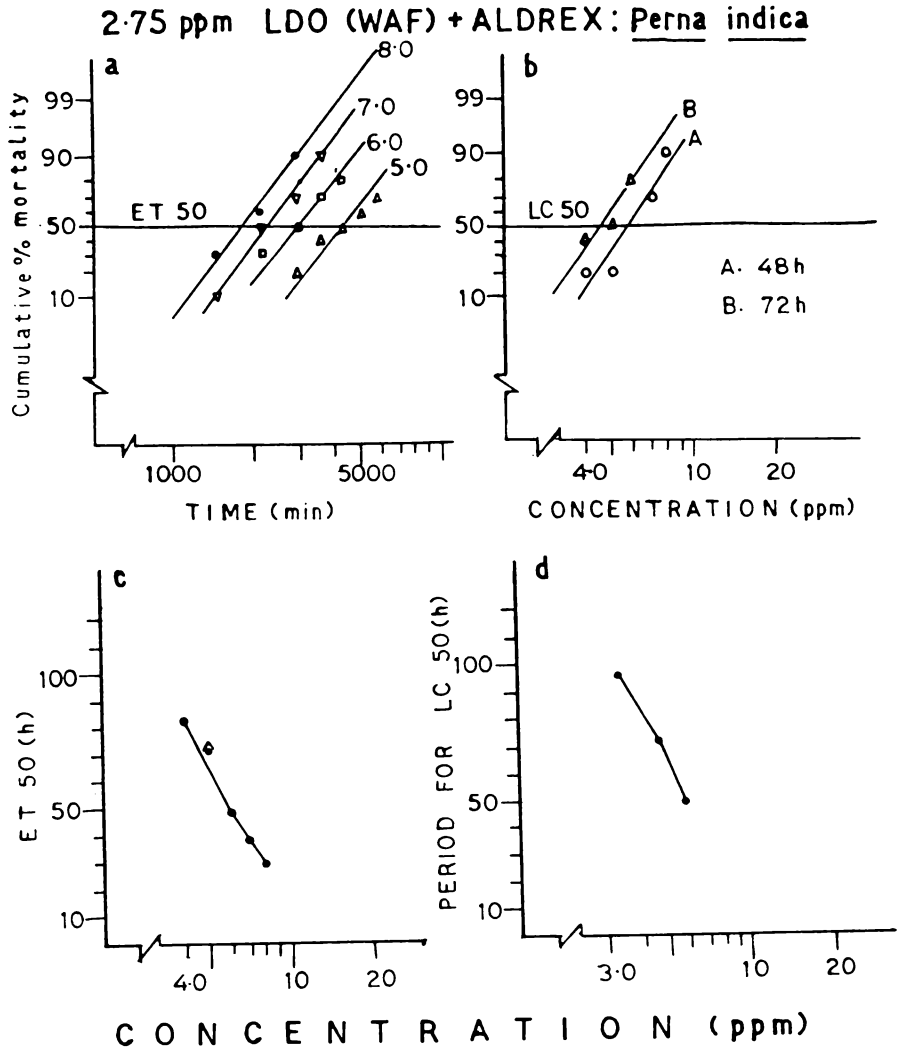 2·75 ppm LDO (WAF) + ALDREX: Perna indica
a
Cumulative % mortality
99
90
50
10
ET 50
8·0
7·0
6·0
5·0
1000
5000
TIME (min)
b
99
90
50
10
LC 50
B
A
A. 48h
B. 72h
4·0
10
20
CONCENTRATION (ppm)
c
ET 50 (h)
100
50
10
4·0
10
20
d
PERIOD FOR LC 50 (h)
100
50
10
3·0
10
20
CONCENTRATION (ppm)